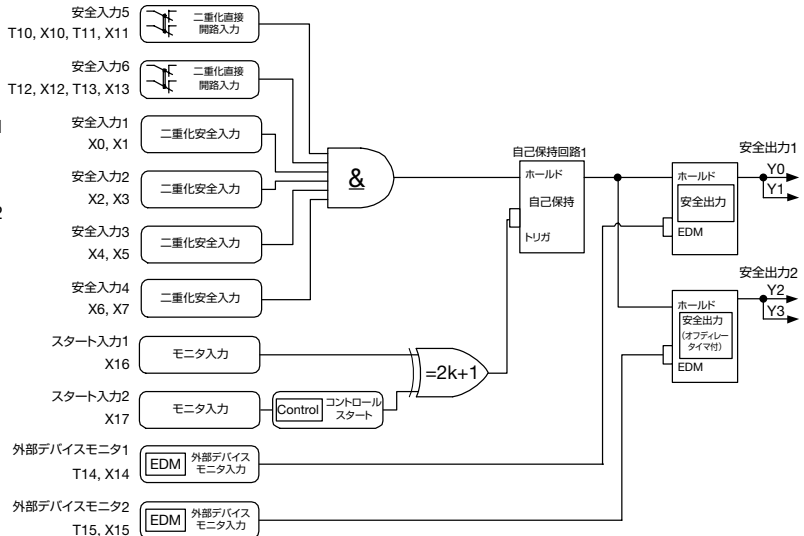 安全入力5
T10, X10, T11, X11
二重化直接
開路入力
安全入力6
T12, X12, T13, X13
二重化直接
開路入力
1
安全入力1
X0, X1
二重化安全入力
安全入力2
X2, X3
二重化安全入力
2
安全入力3
X4, X5
二重化安全入力
安全入力4
X6, X7
二重化安全入力
スタート入力1
X16
モニタ入力
スタート入力2
X17
モニタ入力
Control
コントロール
スタート
外部デバイスモニタ1
T14, X14
EDM
外部デバイス
モニタ入力
外部デバイスモニタ2
T15, X15
EDM
外部デバイス
モニタ入力
&
=2k+1
自己保持回路1
ホールド
自己保持
トリガ
安全出力1
ホールド
安全出力
EDM
Y0
Y1
安全出力2
ホールド
安全出力
(オフディレー
タイマ付)
EDM
Y2
Y3